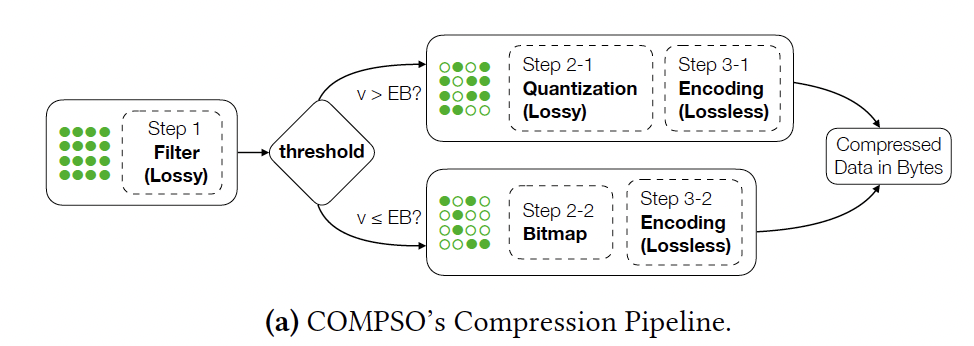 Step 1
Filter
(Lossy)
threshold
v > EB?
v ≤ EB?
Step 2-1
Quantization
(Lossy)
Step 3-1
Encoding
(Lossless)
Step 2-2
Bitmap
Step 3-2
Encoding
(Lossless)
Compressed
Data in Bytes
(a) COMPSO's Compression Pipeline.